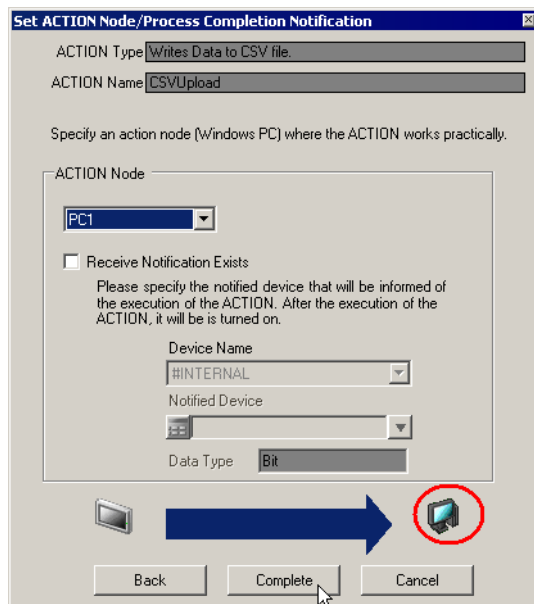 Set ACTION Node/Process Completion Notification
ACTION Type Writes Data to CSV file.
ACTION Name CSVUpload
Specify an action node (Windows PC) where the ACTION works practically.
ACTION Node
PC1
Receive Notification Exists
Please specify the notified device that will be informed of
the execution of the ACTION. After the execution of the
ACTION, it will be is turned on.
Device Name
#INTERNAL
Notified Device
Data Type Bit
Back Complete Cancel